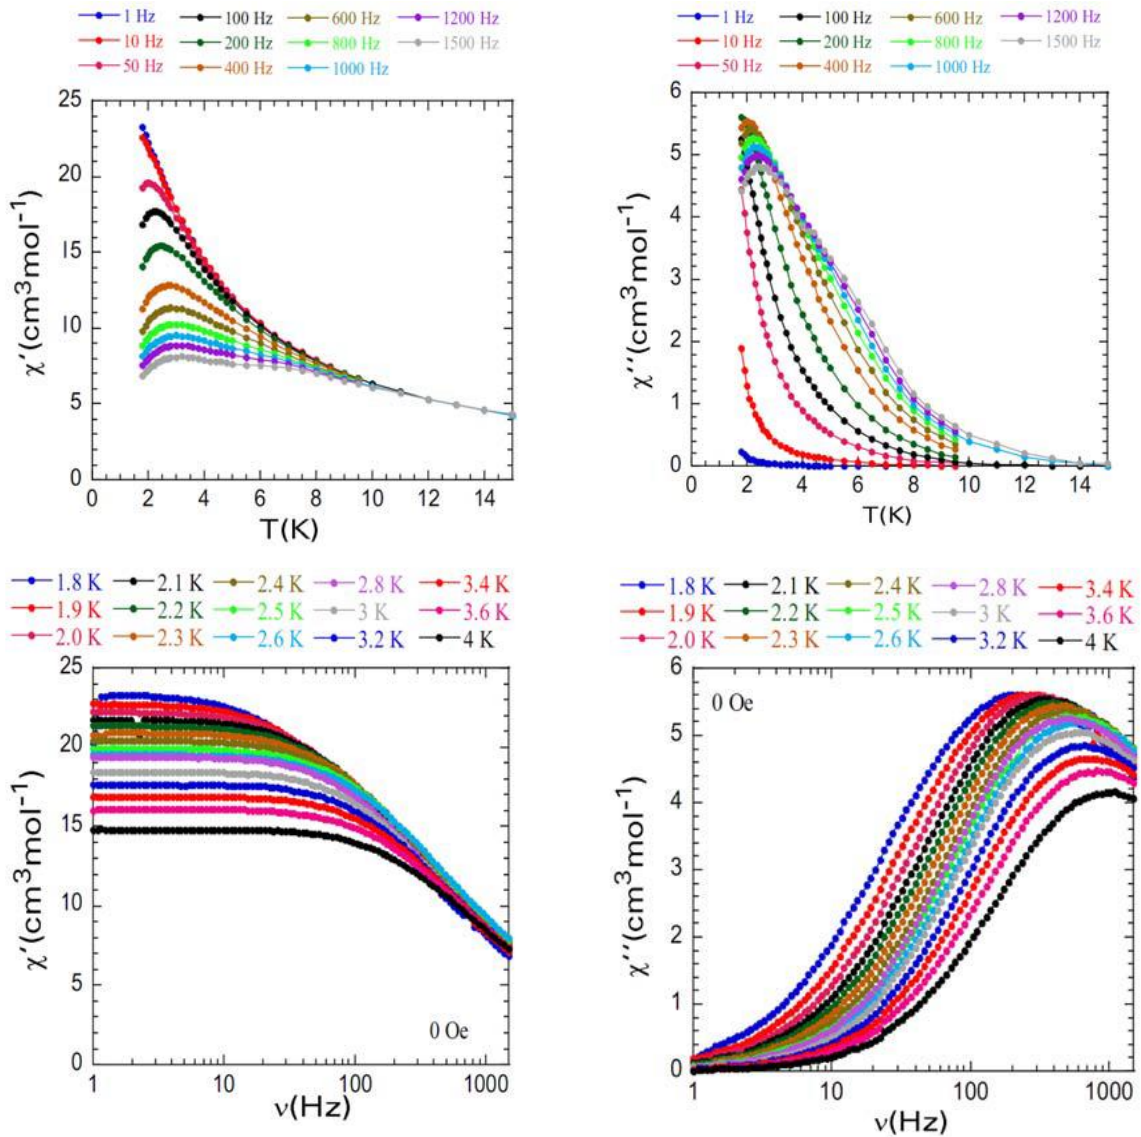 1 Hz 100 Hz 600 Hz 1200 Hz
10 Hz 200 Hz 800 Hz 1500 Hz
50 Hz 400 Hz 1000 Hz
25
20
15
10
5
0
χ′(cm³mol⁻¹)
0 2 4 6 8 10 12 14
T(K)
1 Hz 100 Hz 600 Hz 1200 Hz
10 Hz 200 Hz 800 Hz 1500 Hz
50 Hz 400 Hz 1000 Hz
6
5
4
3
2
1
0
χ′′(cm³mol⁻¹)
0 2 4 6 8 10 12 14
T(K)
1.8 K 2.1 K 2.4 K 2.8 K 3.4 K
1.9 K 2.2 K 2.5 K 3 K 3.6 K
2.0 K 2.3 K 2.6 K 3.2 K 4 K
25
20
15
10
5
0
χ′(cm³mol⁻¹)
0 Oe
1 10 100 1000
ν(Hz)
1.8 K 2.1 K 2.4 K 2.8 K 3.4 K
1.9 K 2.2 K 2.5 K 3 K 3.6 K
2.0 K 2.3 K 2.6 K 3.2 K 4 K
6
5
4
3
2
1
0
χ′′(cm³mol⁻¹)
0 Oe
1 10 100 1000
ν(Hz)